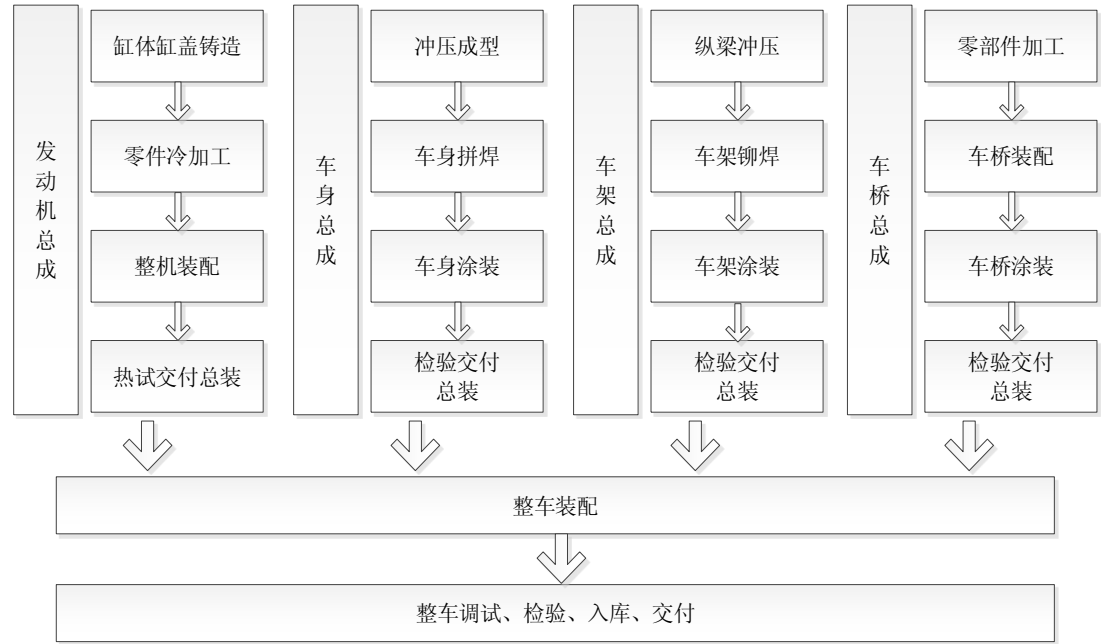 发动机总成
缸体缸盖铸造
零件冷加工
整机装配
热试交付总装
车身总成
冲压成型
车身拼焊
车身涂装
检验交付
总装
车架总成
纵梁冲压
车架铆焊
车架涂装
检验交付
总装
车桥总成
零部件加工
车桥装配
车桥涂装
检验交付
总装
整车装配
整车调试、检验、入库、交付